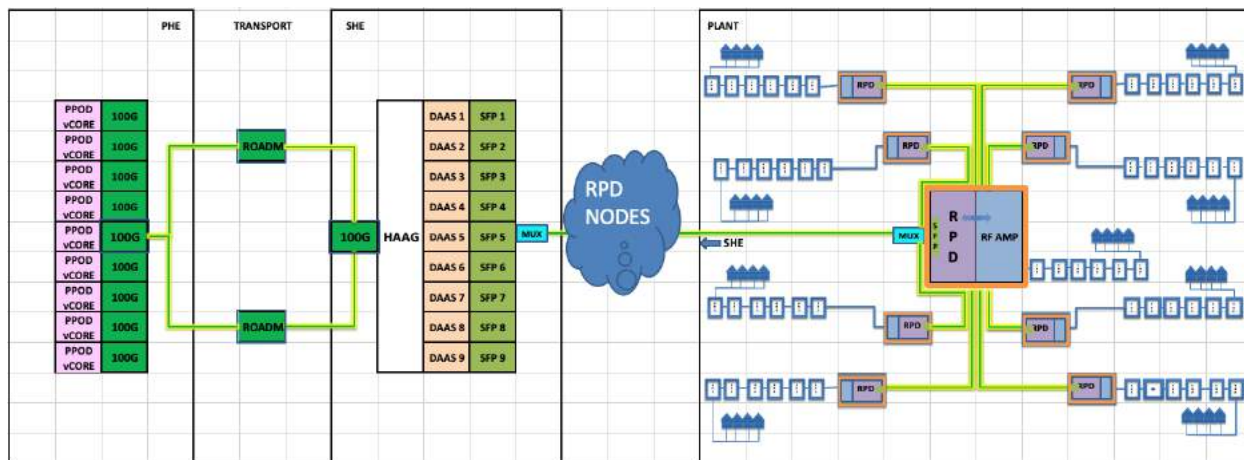 PHE
TRANSPORT
SHE
PLANT
PPOD
vCORE
100G
DAAS 1
SFP 1
PPOD
vCORE
100G
ROADM
DAAS 2
SFP 2
PPOD
vCORE
100G
DAAS 3
SFP 3
PPOD
vCORE
100G
DAAS 4
SFP 4
PPOD
vCORE
100G
100G
HAAG
DAAS 5
SFP 5
MUX
PPOD
vCORE
100G
DAAS 6
SFP 6
PPOD
vCORE
100G
DAAS 7
SFP 7
PPOD
vCORE
100G
ROADM
DAAS 8
SFP 8
PPOD
vCORE
100G
DAAS 9
SFP 9
RPD
NODES
SHE
RPD
RPD
RPD
RPD
MUX
SFP
RPD
RF AMP
RPD
RPD
RPD
RPD